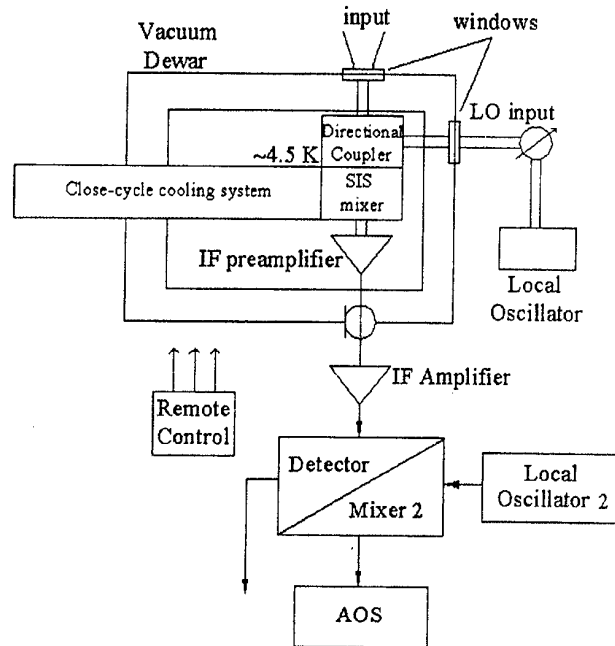 input
windows
Vacuum
Dewar
LO input
Directional
Coupler
~4.5 K
Close-cycle cooling system
SIS
mixer
IF preamplifier
Local
Oscillator
IF Amplifier
Remote
Control
Detector
Mixer 2
Local
Oscillator 2
AOS